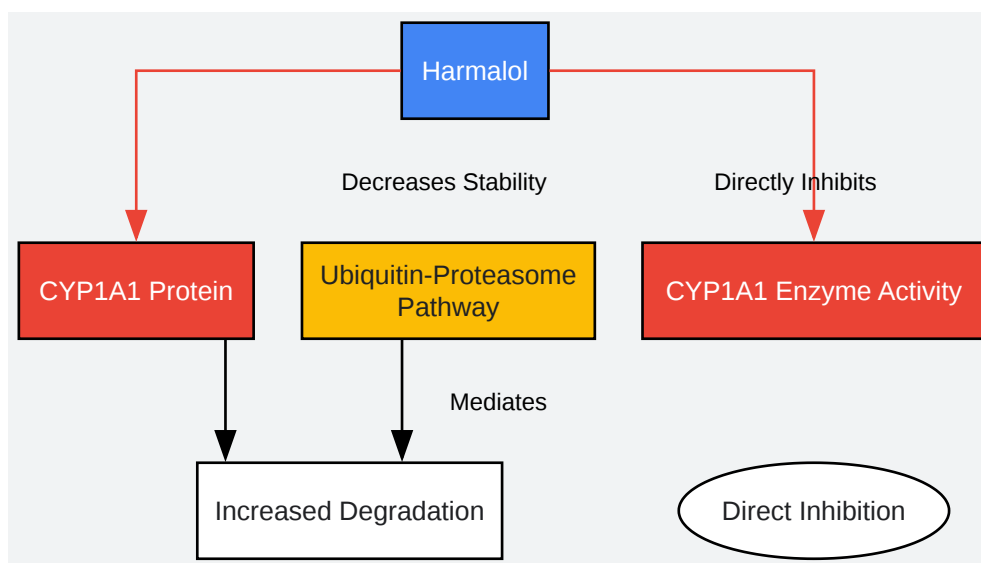 Harmalol
Decreases Stability
Directly Inhibits
CYP1A1 Protein
Ubiquitin-Proteasome
Pathway
CYP1A1 Enzyme Activity
Mediates
Increased Degradation
Direct Inhibition